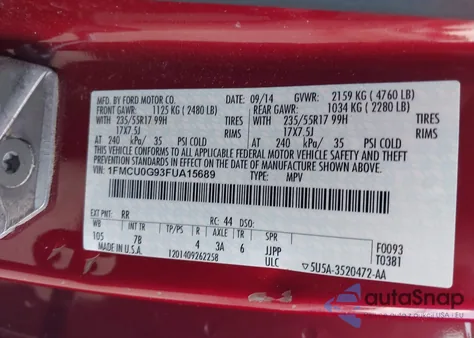 MFD. BY FORD MOTOR CO.
09/14 GVWR: 2159 KG ( 4760 LB)
FRONT GAWR: 1125 KG ( 2480 LB) REAR GAWR: 1034 KG ( 2280 LB)
WITH 235/55R17 99H TIRES WITH 235/55R17 99H TIRES
17X7.5J RIMS 17X7.5J RIMS
AT 240 kPa/ 35 PSI COLD AT 240 kPa/ 35 PSI COLD
THIS VEHICLE CONFORMS TO ALL APPLICABLE FEDERAL MOTOR VEHICLE SAFETY AND THEFT PREVENTION STANDARDS IN EFFECT ON THE DATE OF MANUFACTURE SHOWN ABOVE.
VIN: 1FMCU0G93FUA15689 TYPE: MPV
EXT PNT: RR RC: 44 DSO:
WB INT TR TP/PS R AXLE TR SPR F0093
105 7B 4 3A 6 JJPP T0381
MADE IN U.S.A. 1201409262258 ULC ▽5U5A-3520472-AA
autoSnap